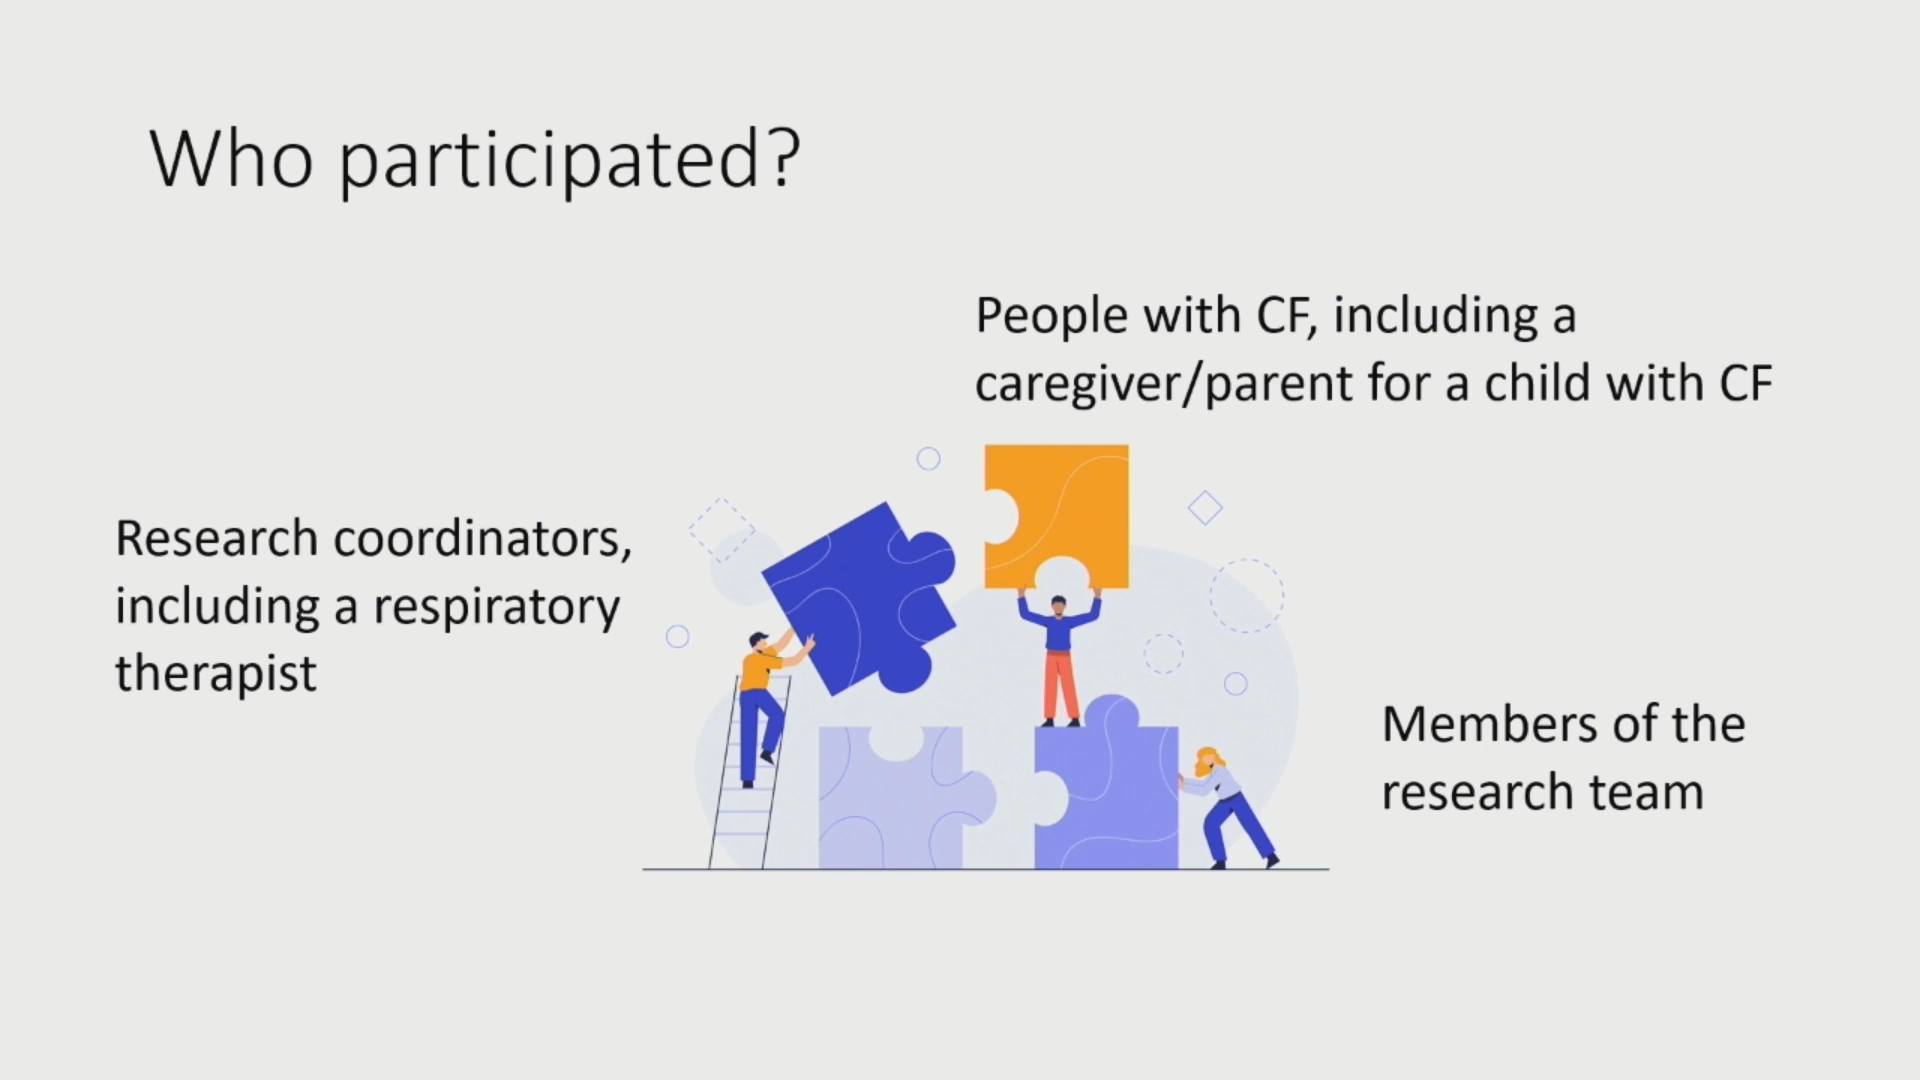 Who participated?
People with CF, including a
caregiver/parent for a child with CF
Research coordinators,
including a respiratory
therapist
Members of the
research team